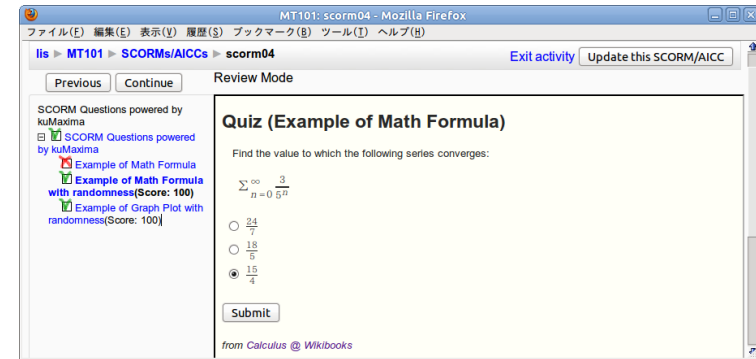 MT101: scorm04 - Mozilla Firefox
ファイル(F) 編集(E) 表示(V) 履歴(S) ブックマーク(B) ツール(T) ヘルプ(H)
lis ► MT101 ► SCORMs/AICCs ► scorm04
Exit activity
Update this SCORM/AICC
Previous
Continue
Review Mode
SCORM Questions powered by
kuMaxima
SCORM Questions powered
by kuMaxima
Example of Math Formula
Example of Math Formula
with randomness(Score: 100)
Example of Graph Plot with
randomness(Score: 100)
Quiz (Example of Math Formula)
Find the value to which the following series converges:
∑_{n=0}^{∞} 3/5^n
24/7
18/5
15/4
Submit
from Calculus @ Wikibooks